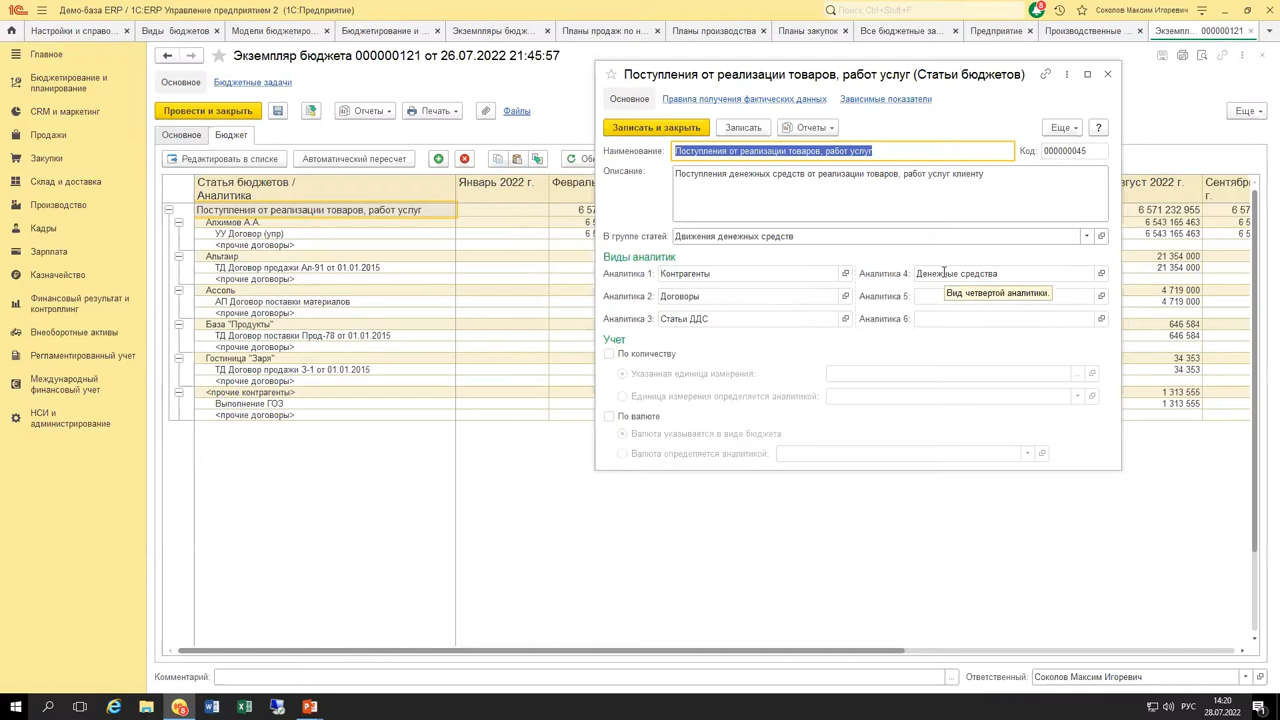 Демо-база ERP / 1С:ERP Управление предприятием 2 (1С:Предприятие)
Поиск Ctrl+Shift+F
8
Соколов Максим Игоревич
Настройки и справо...
Виды бюджетов
Модели бюджетиро...
Бюджетирование и ...
Экземпляры бюдж...
Планы продаж по н...
Планы производства
Планы закупок
Все бюджетные за...
Предприятие
Производственные ...
Экземп... 000000121
Главное
Бюджетирование и
планирование
CRM и маркетинг
Продажи
Закупки
Склад и доставка
Производство
Кадры
Зарплата
Казначейство
Финансовый результат и
контроллинг
Внеоборотные активы
Регламентированный учет
Международный
финансовый учет
НСИ и
администрирование
Экземпляр бюджета 000000121 от 26.07.2022 21:45:57
Основное
Бюджетные задачи
Провести и закрыть
Отчеты
Печать
Файлы
Еще
Основное
Бюджет
Редактировать в списке
Автоматический пересчет
Статья бюджетов /
Аналитика
Январь 2022 г.
Поступления от реализации товаров, работ услуг
6 571 232 955
Алхимов А.А.
6 543 165 463
УУ Договор (упр)
6 543 165 463
<прочие договоры>
Альтаир
21 354 000
ТД Договор продажи Ал-91 от 01.01.2015
21 354 000
<прочие договоры>
Ассоль
4 719 000
АП Договор поставки материалов
4 719 000
<прочие договоры>
База "Продукты"
646 584
ТД Договор поставки Прод-78 от 01.01.2015
646 584
<прочие договоры>
Гостиница "Заря"
34 353
ТД Договор продажи З-1 от 01.01.2015
34 353
<прочие договоры>
<прочие контрагенты>
1 313 555
Выполнение ГОЗ
1 313 555
<прочие договоры>
Поступления от реализации товаров, работ услуг (Статьи бюджетов)
Основное
Правила получения фактических данных
Зависимые показатели
Записать и закрыть
Записать
Отчеты
Еще
?
Наименование: Поступления от реализации товаров, работ услуг
Код: 000000045
Описание: Поступления денежных средств от реализации товаров, работ услуг клиенту
В группе статей: Движения денежных средств
Виды аналитик
Аналитика 1: Контрагенты
Аналитика 4: Денежные средства
Вид четвертой аналитики.
Аналитика 2: Договоры
Аналитика 5:
Аналитика 3: Статьи ДДС
Аналитика 6:
Учет
По количеству
Указанная единица измерения:
Единица измерения определяется аналитикой:
По валюте
Валюта указывается в виде бюджета
Валюта определяется аналитикой:
Комментарий:
Ответственный: Соколов Максим Игоревич
РУС
14:20
28.07.2022